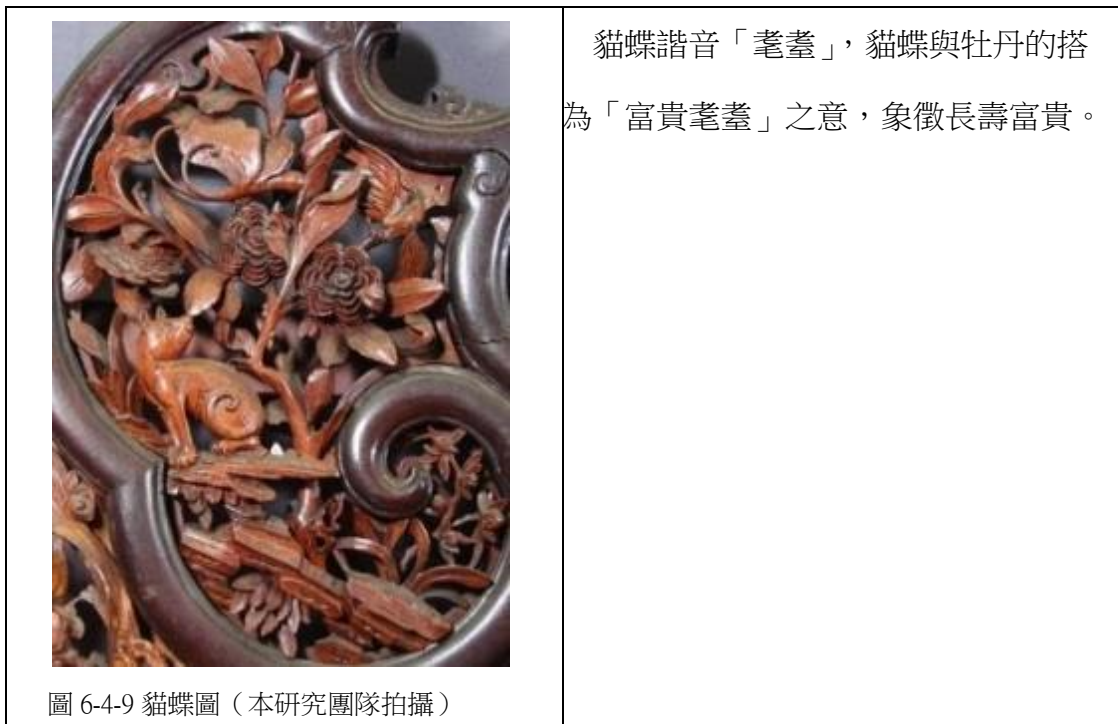 貓蝶諧音「耄耋」，貓蝶與牡丹的搭
為「富貴耄耋」之意，象徵長壽富貴。
圖 6-4-9 貓蝶圖（本研究團隊拍攝）